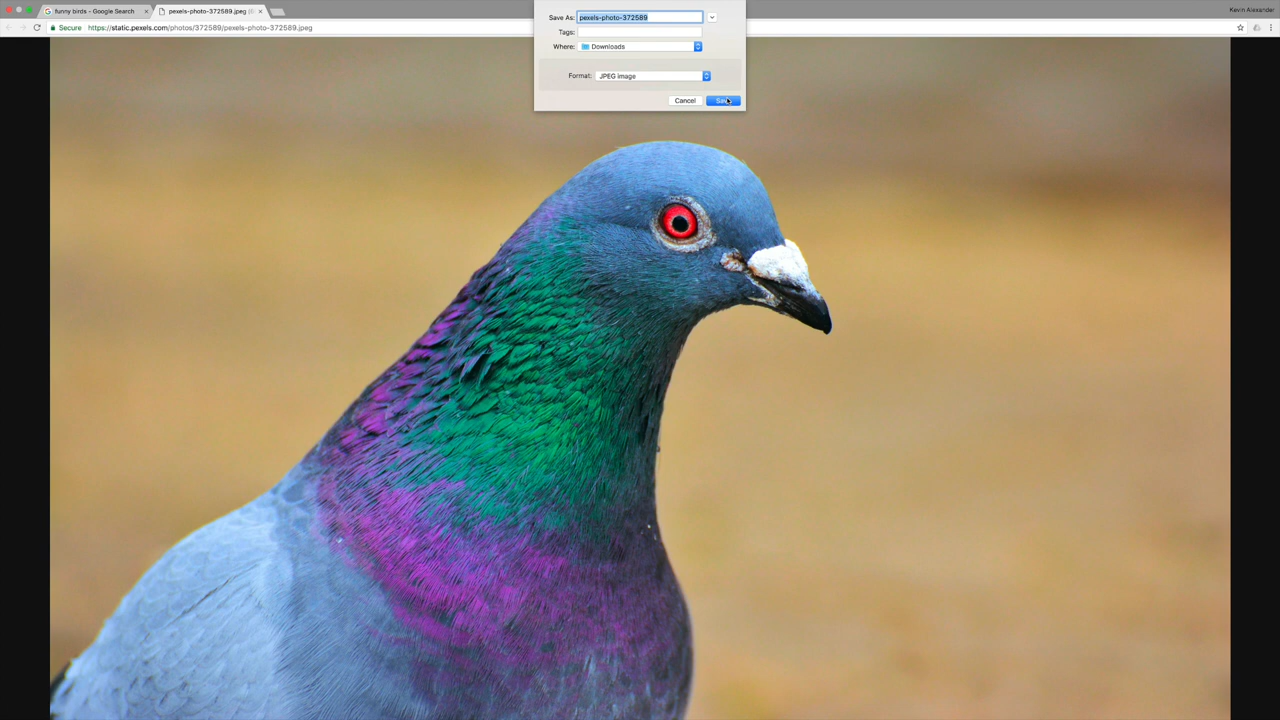 funny birds - Google Search
pexels-photo-372589.jpeg
Kevin Alexander
Secure
https://static.pexels.com/photos/372589/pexels-photo-372589.jpeg
Save As:
pexels-photo-372589
Tags:
Where:
Downloads
Format:
JPEG image
Cancel
Save